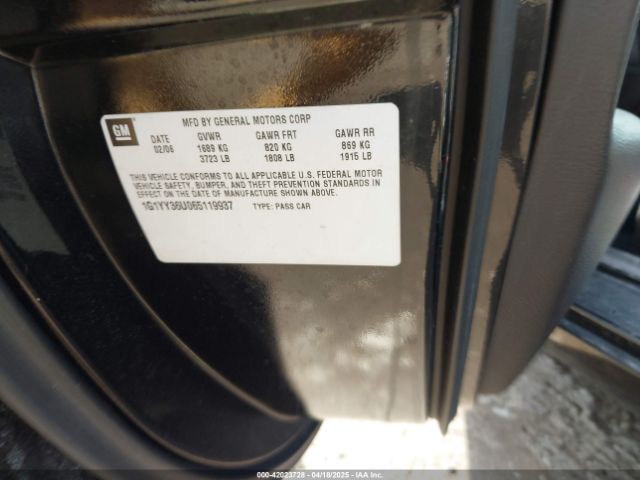 GM
MFD BY GENERAL MOTORS CORP
DATE GVWR GAWR FRT GAWR RR
02/06 1689 KG 820 KG 869 KG
3723 LB 1808 LB 1915 LB
THIS VEHICLE CONFORMS TO ALL APPLICABLE U.S. FEDERAL MOTOR
VEHICLE SAFETY, BUMPER, AND THEFT PREVENTION STANDARDS IN
EFFECT ON THE DATE OF MANUFACTURE SHOWN ABOVE.
1G1YY36U065119937 TYPE: PASS CAR
000-42023728 - 04/18/2025 - IAAI.COM